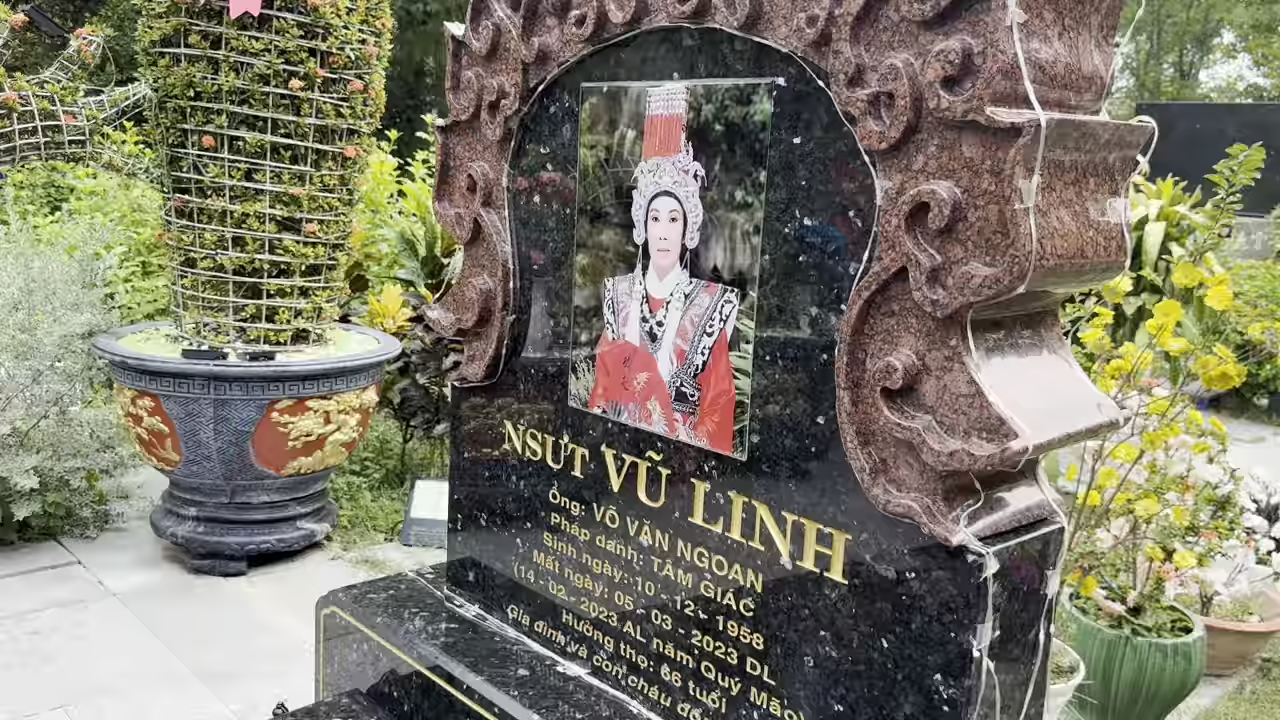 NSƯT VŨ LINH
Ông: VÕ VĂN NGOAN
Pháp danh: TÂM GIÁC
Sinh ngày: 10 - 12 - 1958
Mất ngày: 05 - 03 - 2023 DL
(14 - 02 - 2023 AL năm Quý Mão)
Hưởng thọ: 66 tuổi
Gia đình và con cháu